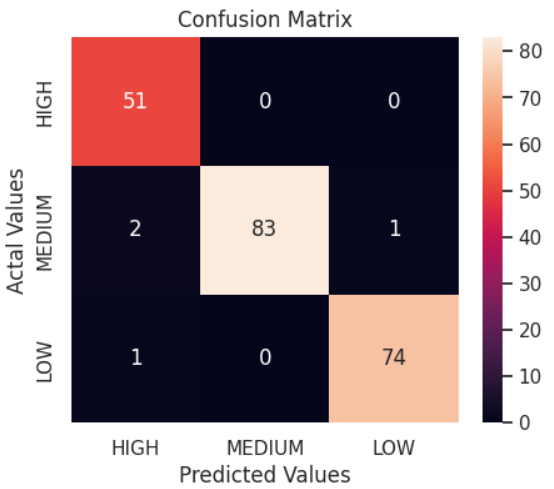 Confusion Matrix
HIGH 51 0 0 80
70
60
Actal Values MEDIUM 2 83 1 50
40
30
20
LOW 1 0 74 10
0
HIGH MEDIUM LOW
Predicted Values